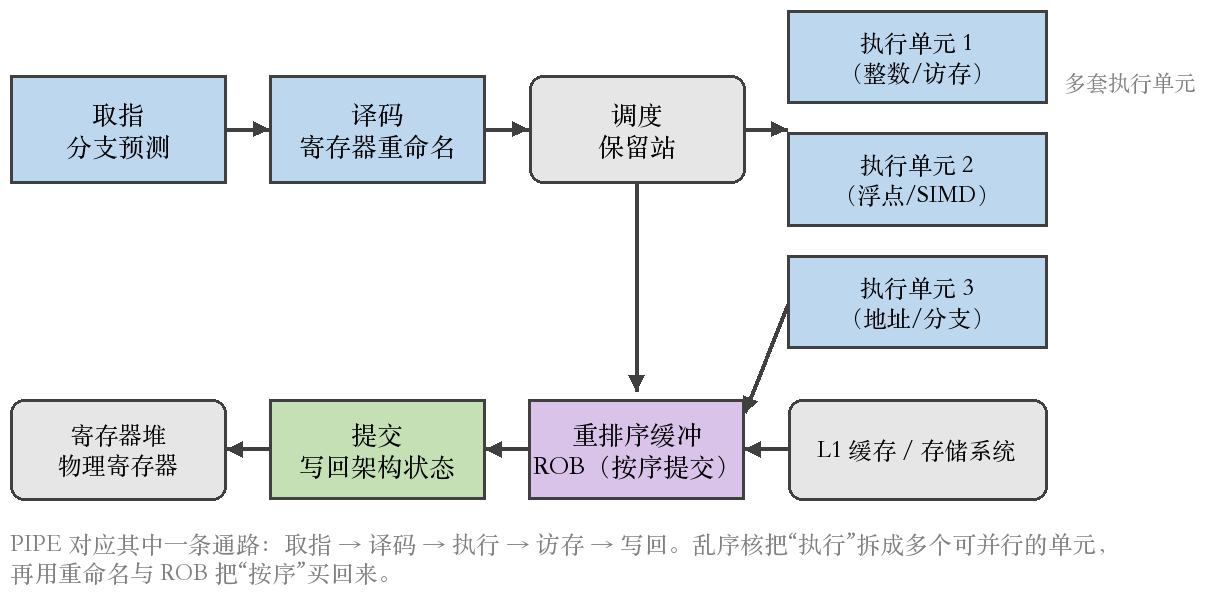 取指
分支预测
译码
寄存器重命名
调度
保留站
执行单元 1
（整数/访存）
多套执行单元
执行单元 2
（浮点/SIMD）
执行单元 3
（地址/分支）
寄存器堆
物理寄存器
提交
写回架构状态
重排序缓冲
ROB（按序提交）
L1 缓存 / 存储系统
PIPE 对应其中一条通路：取指 → 译码 → 执行 → 访存 → 写回。乱序核把“执行”拆成多个可并行的单元，
再用重命名与 ROB 把“按序”买回来。